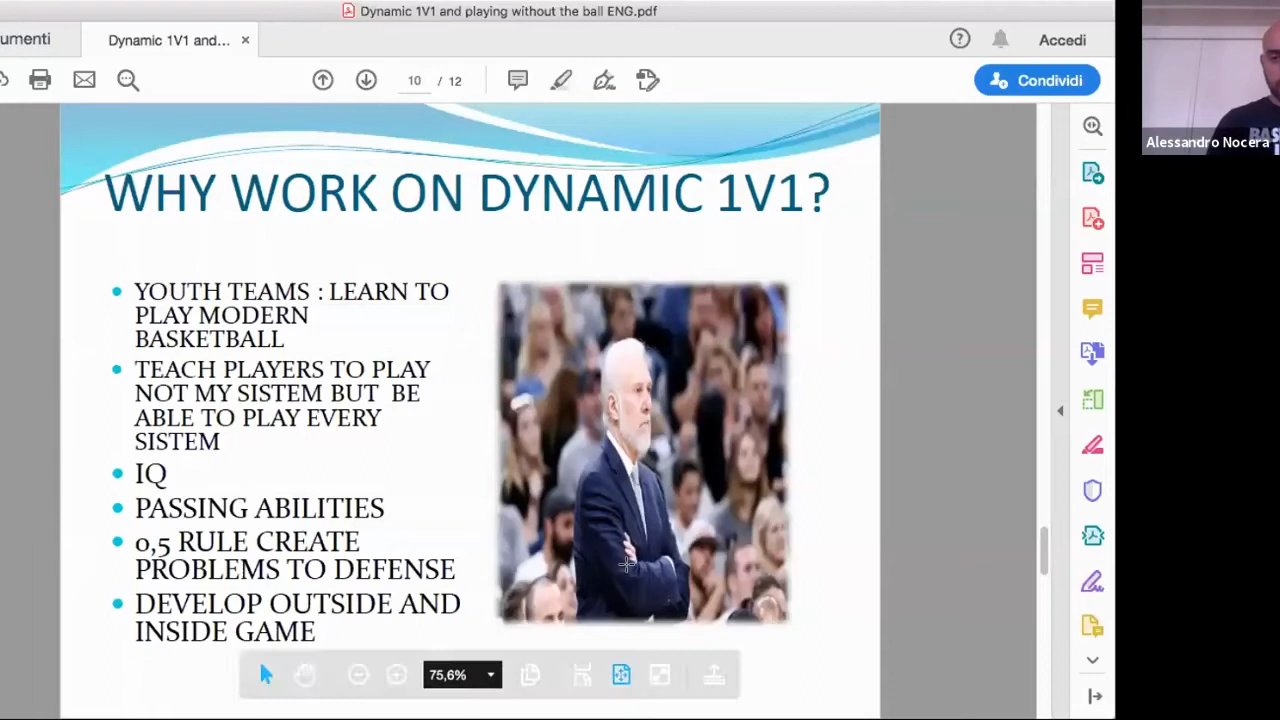 Dynamic 1V1 and playing without the ball ENG.pdf
umenti
Dynamic 1V1 and... ×
Accedi
10 / 12
Condividi
Alessandro Nocera
WHY WORK ON DYNAMIC 1V1?
• YOUTH TEAMS : LEARN TO
PLAY MODERN
BASKETBALL
• TEACH PLAYERS TO PLAY
NOT MY SISTEM BUT BE
ABLE TO PLAY EVERY
SISTEM
• IQ
• PASSING ABILITIES
• 0,5 RULE CREATE
PROBLEMS TO DEFENSE
• DEVELOP OUTSIDE AND
INSIDE GAME
75,6%